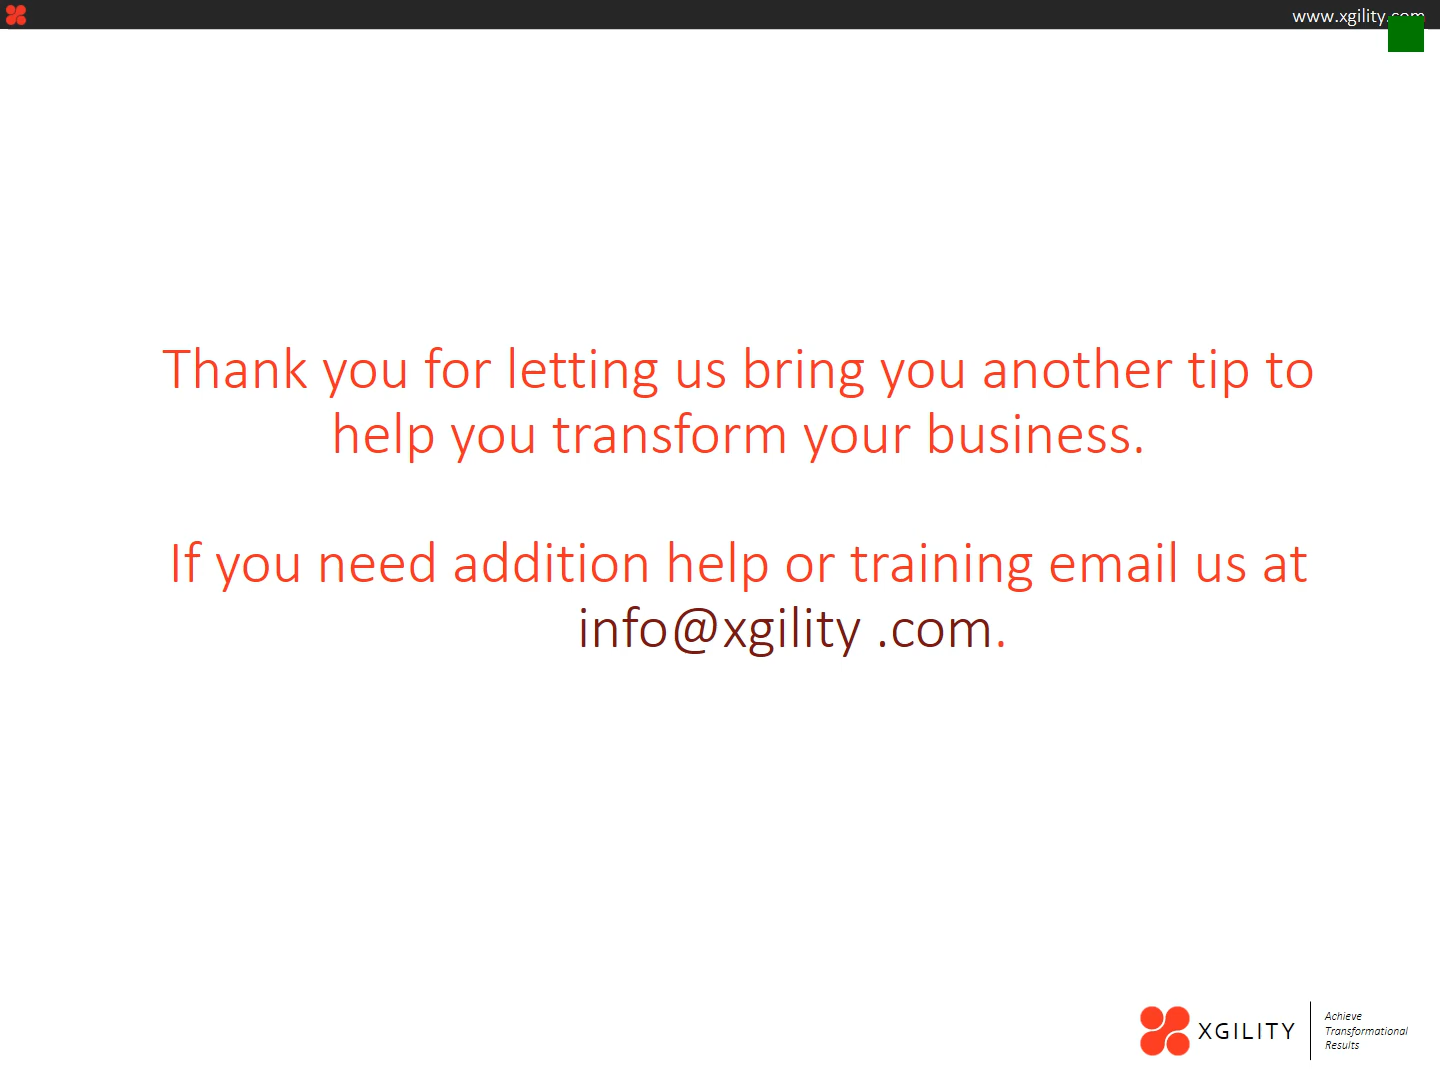 www.xgility.com
Thank you for letting us bring you another tip to
help you transform your business.
If you need addition help or training email us at
info@xgility .com.
XGILITY
Achieve
Transformational
Results